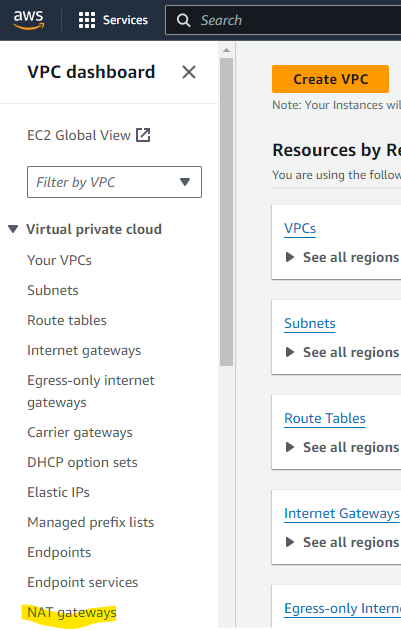 aws
Services
Search
VPC dashboard
EC2 Global View
Filter by VPC
Virtual private cloud
Your VPCs
Subnets
Route tables
Internet gateways
Egress-only internet
gateways
Carrier gateways
DHCP option sets
Elastic IPs
Managed prefix lists
Endpoints
Endpoint services
NAT gateways
Create VPC
Note: Your Instances wil
Resources by Re
You are using the follow
VPCs
See all regions
Subnets
See all regions
Route Tables
See all regions
Internet Gateways
See all regions
Egress-only Intern